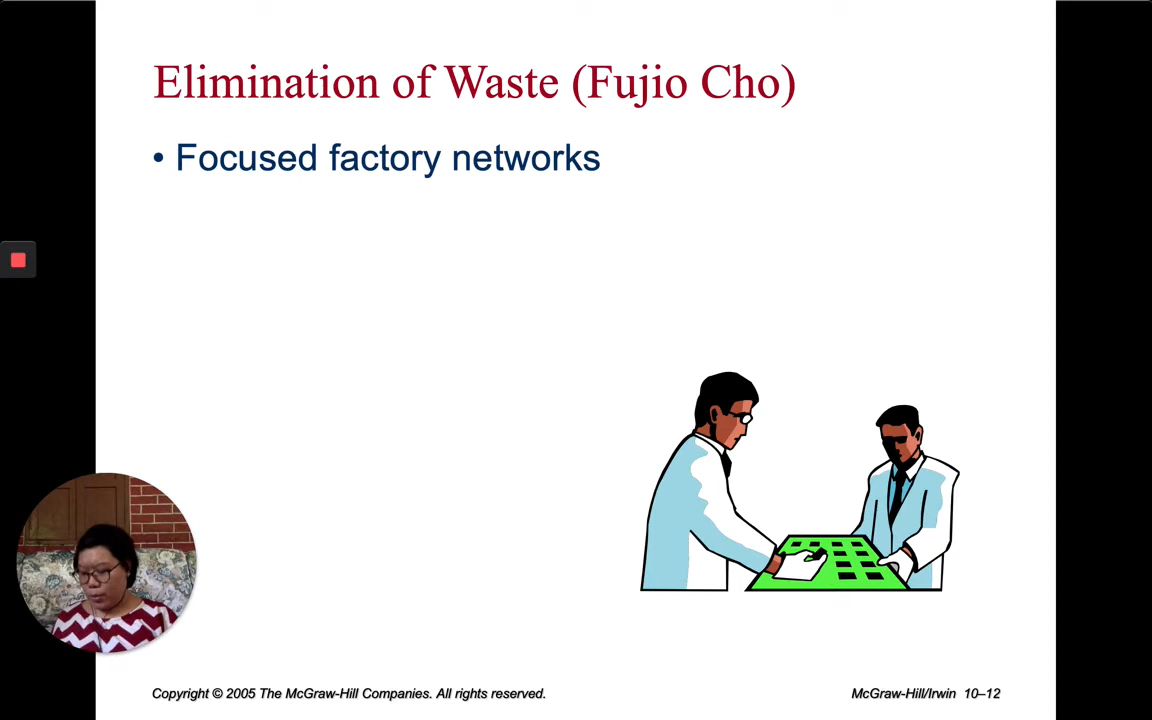 Elimination of Waste (Fujio Cho)
• Focused factory networks
Copyright © 2005 The McGraw-Hill Companies. All rights reserved.
McGraw-Hill/Irwin 10–12